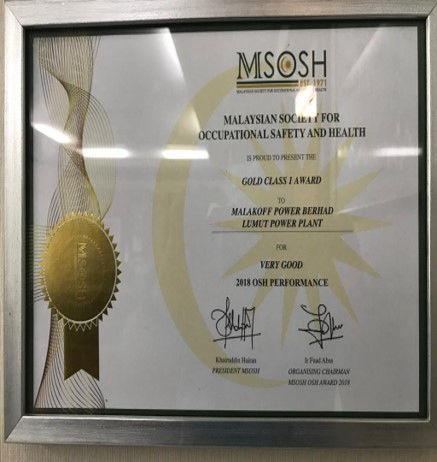 MSOSH
EST. 1971
MALAYSIAN SOCIETY FOR OCCUPATIONAL SAFETY AND HEALTH
MALAYSIAN SOCIETY FOR
OCCUPATIONAL SAFETY AND HEALTH
IS PROUD TO PRESENT THE
GOLD CLASS I AWARD
TO
MALAKOFF POWER BERHAD
LUMUT POWER PLANT
FOR
VERY GOOD
2018 OSH PERFORMANCE
MSOSH
Khairuddin
PRESIDENT MSOSH
Ir Fuad Abas
ORGANISING CHAIRMAN
MSOSH OSH AWARD 2018